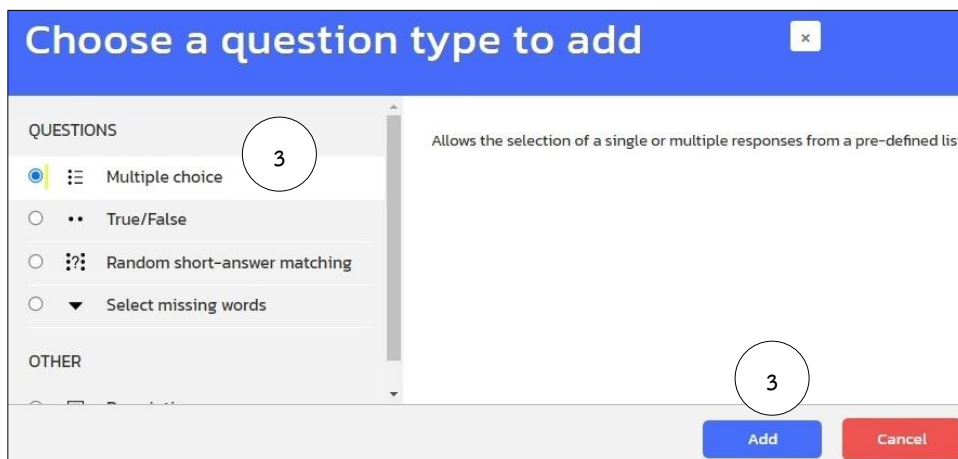 Choose a question type to add
×
QUESTIONS
3
Multiple choice
True/False
Random short-answer matching
Select missing words
OTHER
Allows the selection of a single or multiple responses from a pre-defined lis
3
Add
Cancel